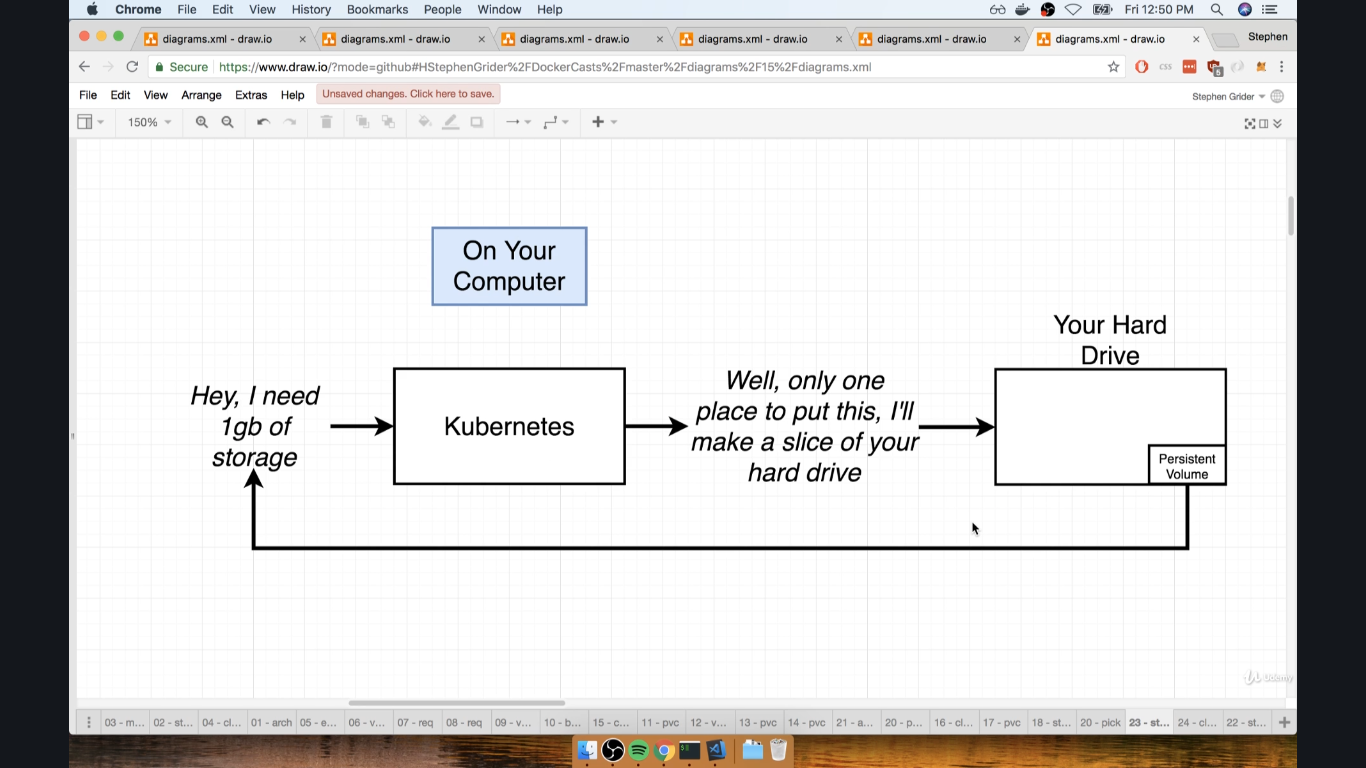 Chrome File Edit View History Bookmarks People Window Help Fri 12:50 PM
diagrams.xml - draw.io diagrams.xml - draw.io diagrams.xml - draw.io diagrams.xml - draw.io diagrams.xml - draw.io diagrams.xml - draw.io Stephen
Secure https://www.draw.io/?mode=github#HStephenGrider%2FDockerCasts%2Fmaster%2Fdiagrams%2F15%2Fdiagrams.xml
File Edit View Arrange Extras Help Unsaved changes. Click here to save. Stephen Grider
150%
On Your
Computer
Your Hard
Drive
Hey, I need
1gb of
storage
Kubernetes
Well, only one
place to put this, I'll
make a slice of your
hard drive
Persistent
Volume
Udemy
03 - m... 02 - st... 04 - cl... 01 - arch 05 - e... 06 - v... 07 - req 08 - req 09 - v... 10 - b... 15 - c... 11 - pvc 12 - v... 13 - pvc 14 - pvc 21 - a... 20 - p... 16 - cl... 17 - pvc 18 - st... 20 - pick 23 - st... 24 - cl... 22 - st...